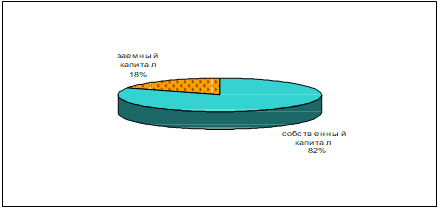 заемный
капитал
18%
собственный
капитал
82%